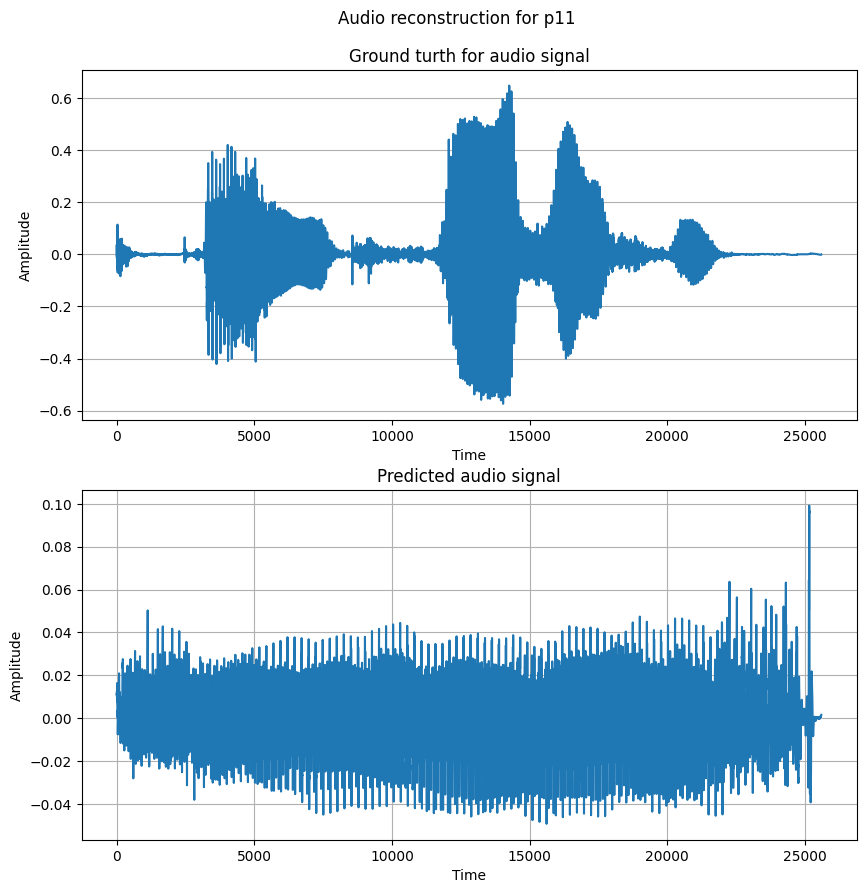 Audio reconstruction for p11
Ground turth for audio signal
0.6
0.4
0.2
0.0
−0.2
−0.4
−0.6
Amplitude
0 5000 10000 15000 20000 25000
Time
Predicted audio signal
0.10
0.08
0.06
0.04
0.02
0.00
−0.02
−0.04
Amplitude
0 5000 10000 15000 20000 25000
Time